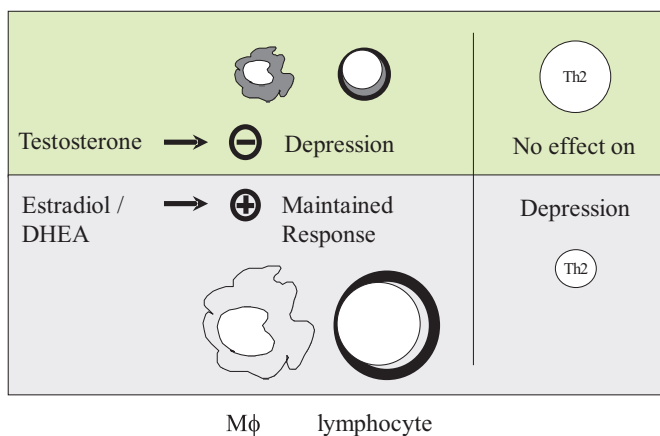 Th2
Testosterone
Depression
No effect on
Estradiol /
DHEA
Maintained
Response
Depression
Th2
Mϕ lymphocyte